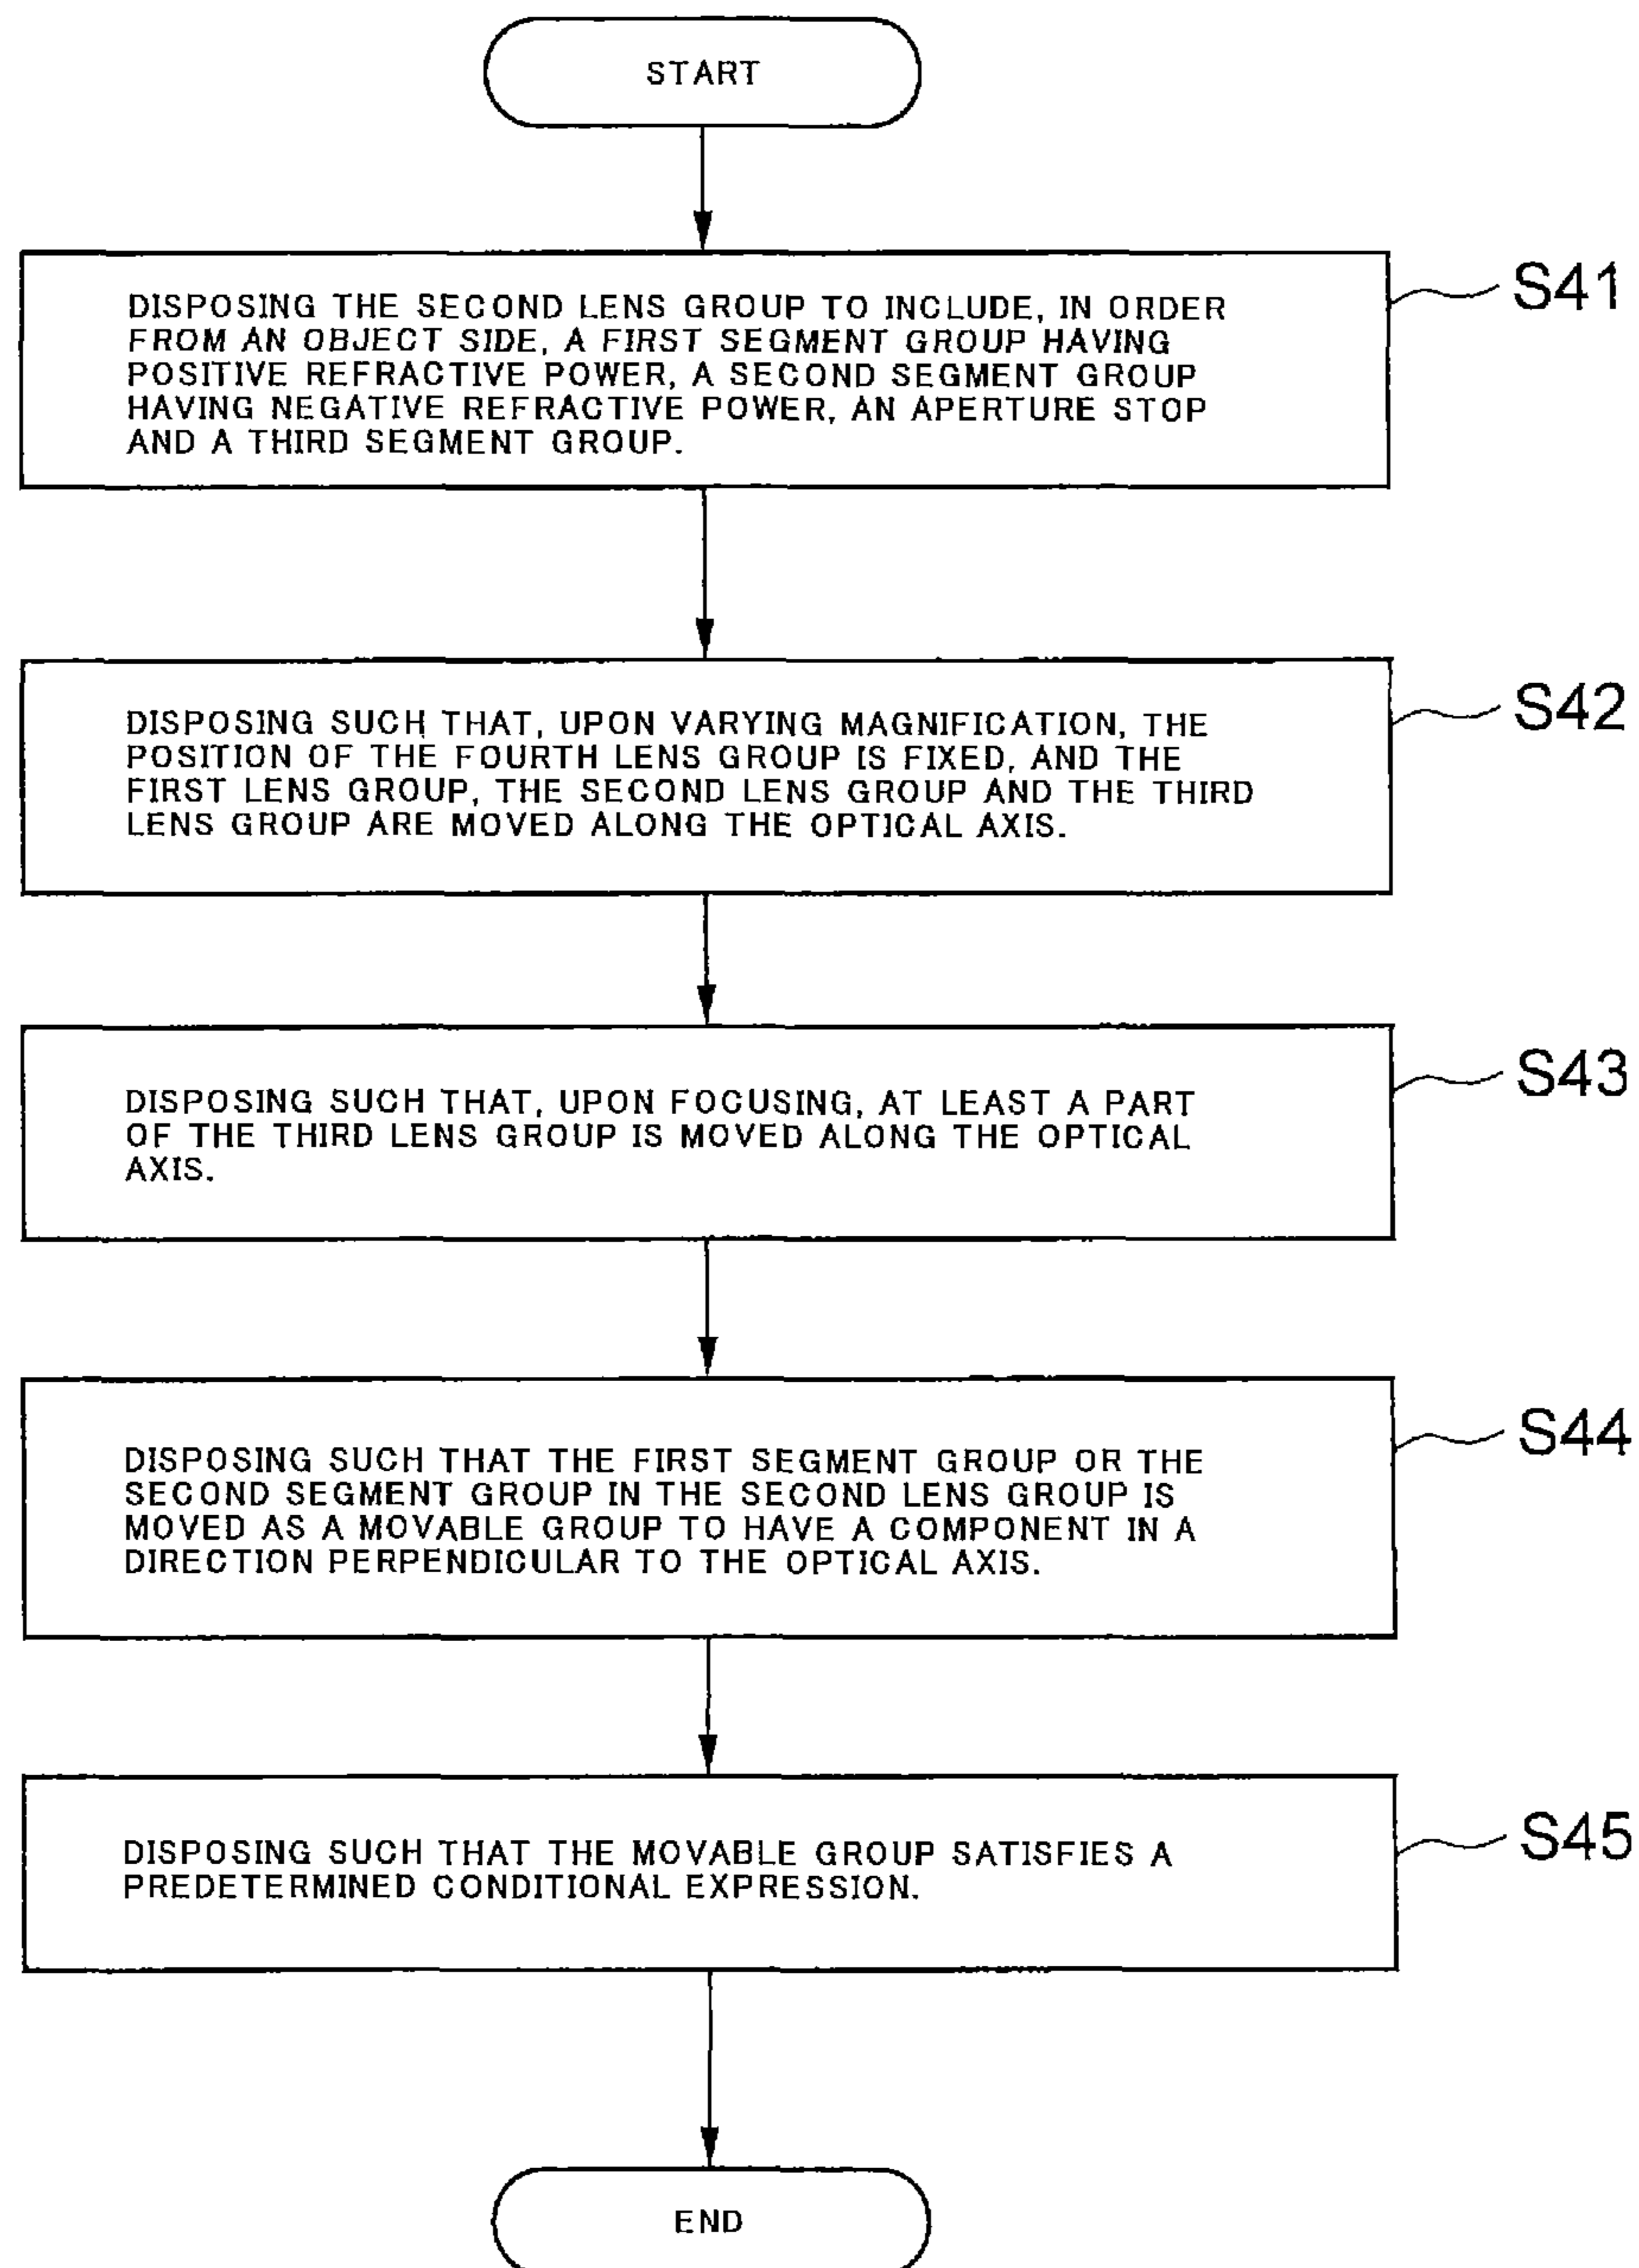 START
S41
DISPOSING THE SECOND LENS GROUP TO INCLUDE, IN ORDER
FROM AN OBJECT SIDE, A FIRST SEGMENT GROUP HAVING
POSITIVE REFRACTIVE POWER, A SECOND SEGMENT GROUP
HAVING NEGATIVE REFRACTIVE POWER, AN APERTURE STOP
AND A THIRD SEGMENT GROUP.
S42
DISPOSING SUCH THAT, UPON VARYING MAGNIFICATION, THE
POSITION OF THE FOURTH LENS GROUP IS FIXED, AND THE
FIRST LENS GROUP, THE SECOND LENS GROUP AND THE THIRD
LENS GROUP ARE MOVED ALONG THE OPTICAL AXIS.
S43
DISPOSING SUCH THAT, UPON FOCUSING, AT LEAST A PART
OF THE THIRD LENS GROUP IS MOVED ALONG THE OPTICAL
AXIS.
S44
DISPOSING SUCH THAT THE FIRST SEGMENT GROUP OR THE
SECOND SEGMENT GROUP IN THE SECOND LENS GROUP IS
MOVED AS A MOVABLE GROUP TO HAVE A COMPONENT IN A
DIRECTION PERPENDICULAR TO THE OPTICAL AXIS.
S45
DISPOSING SUCH THAT THE MOVABLE GROUP SATISFIES A
PREDETERMINED CONDITIONAL EXPRESSION.
END